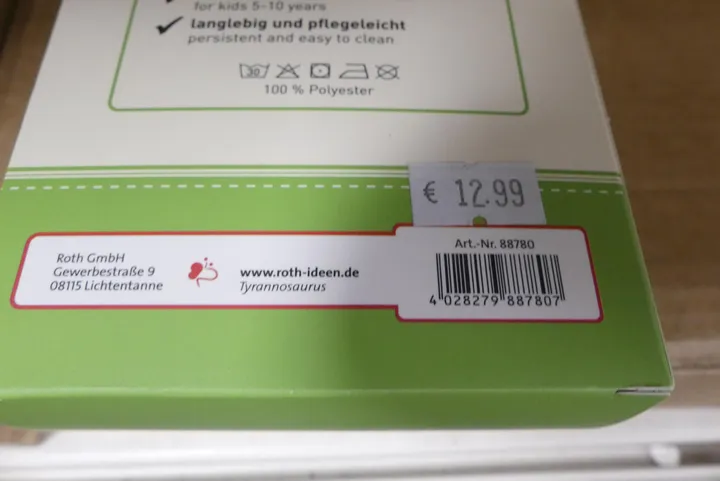 for kids 5-10 years
langlebig und pflegeleicht
persistent and easy to clean
30
100 % Polyester
€ 12.99
Roth GmbH
Gewerbestraße 9
08115 Lichtentanne
www.roth-ideen.de
Tyrannosaurus
Art.-Nr. 88780
4 028279 887807